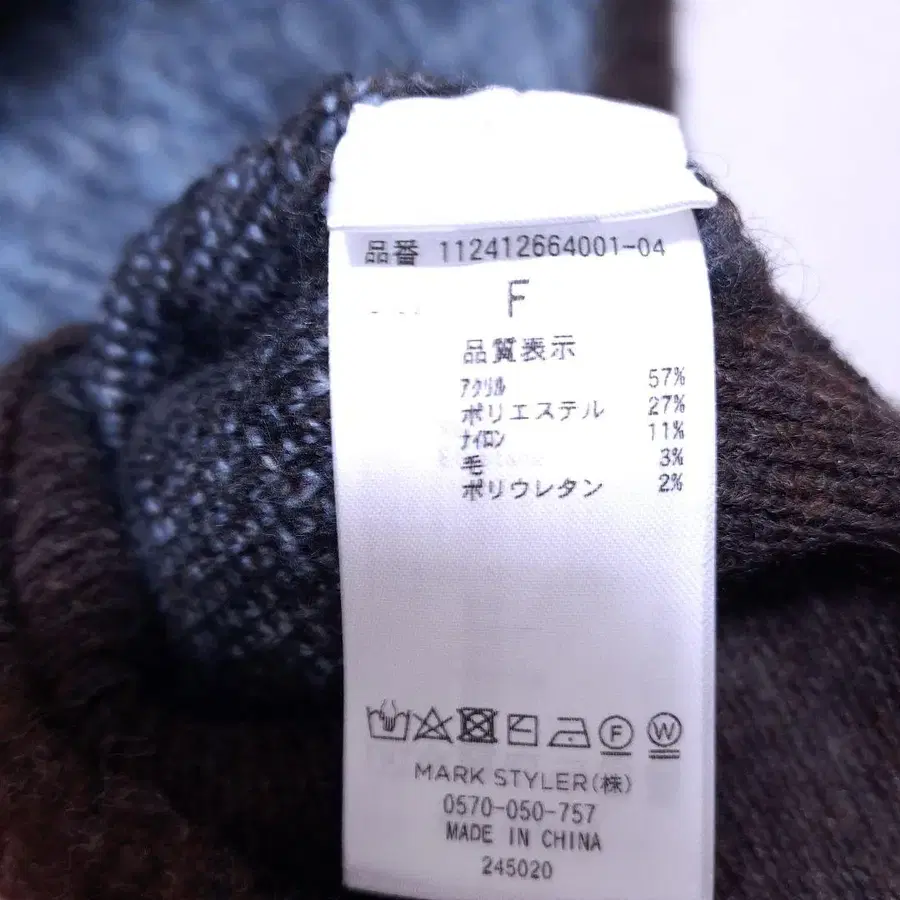 品番 112412664001-04
F
品質表示
アクリル 57%
ポリエステル 27%
ナイロン 11%
毛 3%
ポリウレタン 2%
F W
MARK STYLER(株)
0570-050-757
MADE IN CHINA
245020